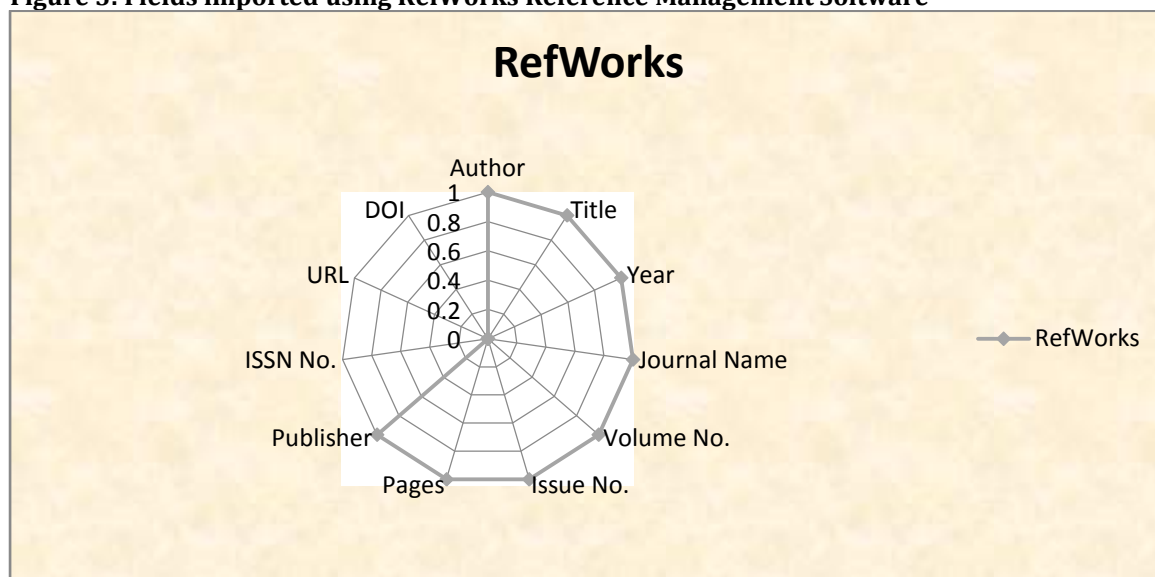 Figure 3: Fields imported using RefWorks Reference Management Software
RefWorks
Author
1
Title
DOI
0.8
0.6
URL
Year
0.4
0.2
0
RefWorks
ISSN No.
Journal Name
Publisher
Volume No.
Pages
Issue No.